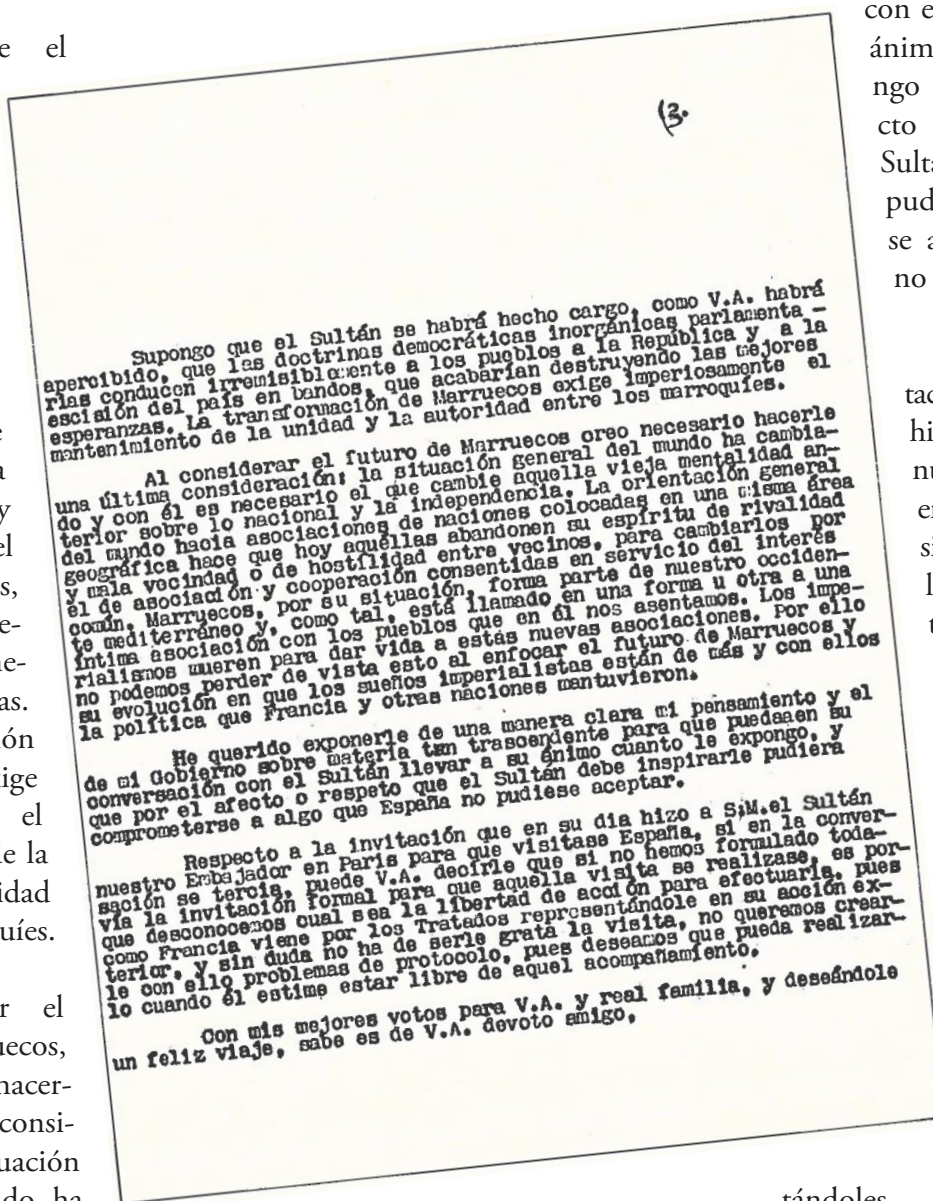 e el
e
a
y
el
s,
e-
ne-
as.
ón
ige
el
le la
idad
uíes.
r el
uecos,
hacer-
consi-
uación
do ha
(3.
Supongo que el Sultán se habrá hecho cargo, como V.A. habrá
apercibido, que las doctrinas democráticas inorgánicas parlamenta-
rias conducen irremisiblemente a los pueblos a la República y a la
escisión del país en bandos, que acabarían destruyendo las mejores
esperanzas. La transformación de Marruecos exige imperiosamente el
mantenimiento de la unidad y la autoridad entre los marroquíes.
Al considerar el futuro de Marruecos creo necesario hacerle
una última consideración: la situación general del mundo ha cambia-
do y con él es necesario el que cambie aquella vieja mentalidad an-
terior sobre lo nacional y la independencia. La orientación general
del mundo hacia asociaciones de naciones colocadas en una misma área
geográfica hace que hoy aquéllas abandonen su espíritu de rivalidad
y mala vecindad o de hostilidad entre vecinos, para cambiarlos por
el de asociación y cooperación consentidas en servicio del interés
común. Marruecos, por su situación, forma parte de nuestro occiden-
te mediterráneo y, como tal, está llamado en una forma u otra a una
íntima asociación con los pueblos que en él nos asentamos. Los impe-
rialismos mueren para dar vida a estas nuevas asociaciones. Por ello
no podemos perder de vista esto al enfocar el futuro de Marruecos y
su evolución en que los sueños imperialistas están de más y con ellos
la política que Francia y otras naciones mantuvieron.
He querido exponerle de una manera clara mi pensamiento y el
de mi Gobierno sobre materia tan trascendente para que puedaen su
conversación con el Sultán llevar a su ánimo cuanto le expongo, y
que por el afecto o respeto que el Sultán debe inspirarle pudiera
comprometerse a algo que España no pudiese aceptar.
Respecto a la invitación que en su dia hizo a S.M.el Sultán
nuestro Embajador en Paris para que visitase España, si en la conver-
sación se tercia, puede V.A. decirle que si no hemos formulado toda-
vía la invitación formal para que aquella visita se realizase, es por-
que desconocemos cual sea la libertad de acción para efectuarla, pues
como Francia viene por los Tratados representándole en su acción ex-
terior, y sin duda no ha de serle grata la visita, no queremos crear-
le con ello problemas de protocolo, pues deseamos que pueda realizar-
lo cuando él estime estar libre de aquel acompañamiento.
Con mis mejores votos para V.A. y real familia, y deseándole
un feliz viaje, sabe es de V.A. devoto amigo,
con e
ánim
ngo
cto
Sulta
pud
se a
no
tac
hi
nu
en
si
l
t
tándoles